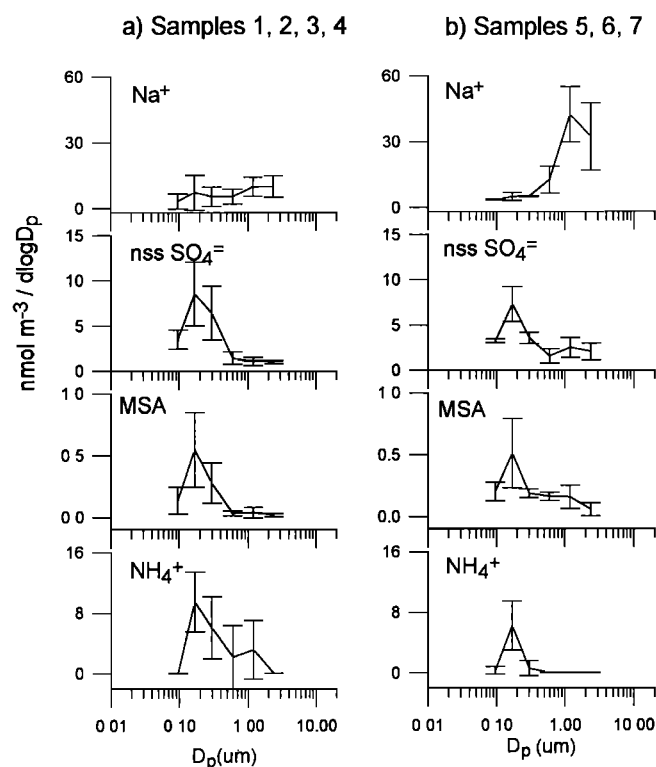 a) Samples 1, 2, 3, 4
b) Samples 5, 6, 7
nmol m⁻³ / dlogDₚ
60
30
0
Na⁺
15
10
5
0
nss SO₄⁼
1 0
0 5
0.0
MSA
16
8
0
NH₄⁺
0 01
0 10
1 00
10.00
Dₚ(um)
60
30
0
Na⁺
15
10
5
0
nss SO₄⁼
1 0
0 5
0.0
MSA
16
8
0
NH₄⁺
0 01
0 10
1.00
10 00
Dₚ (um)